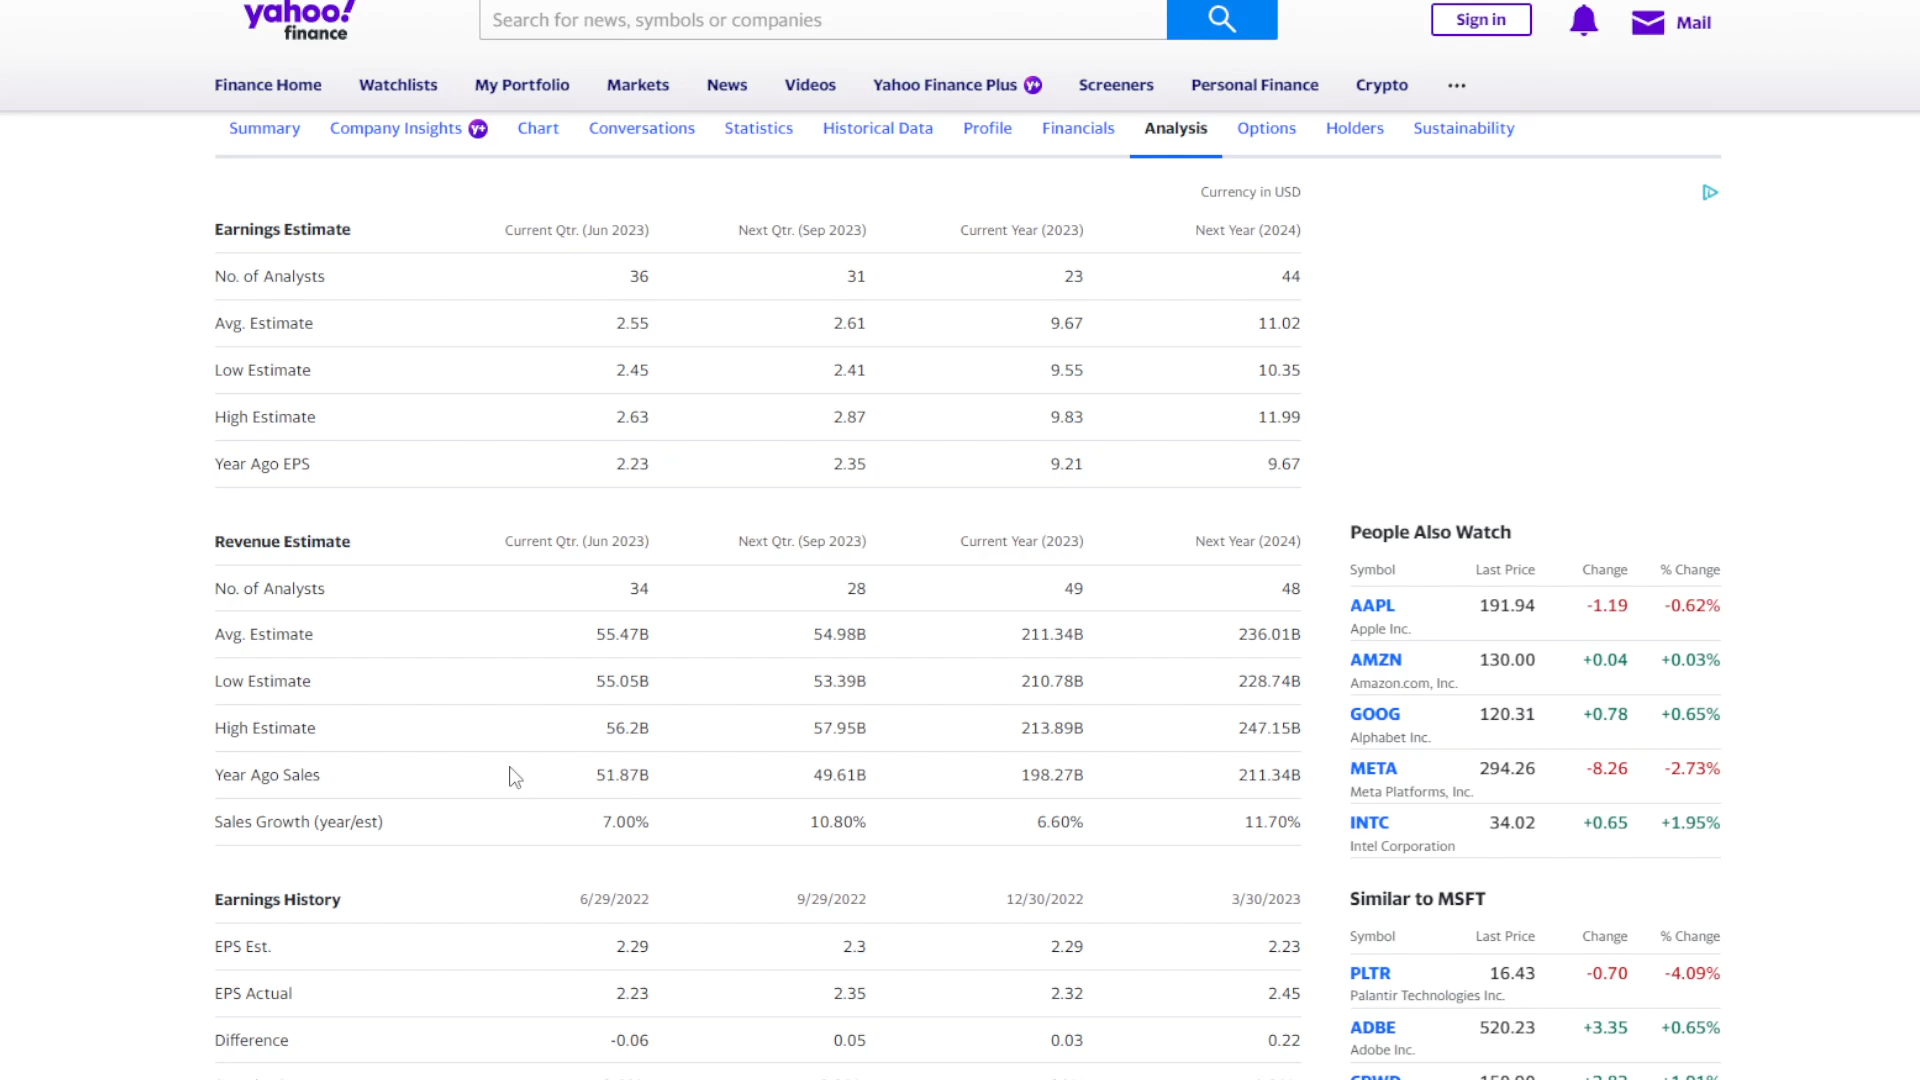 yahoo!
finance
Search for news, symbols or companies
Sign in
Mail
Finance Home Watchlists My Portfolio Markets News Videos Yahoo Finance Plus Y+ Screeners Personal Finance Crypto ...
Summary Company Insights Y+ Chart Conversations Statistics Historical Data Profile Financials Analysis Options Holders Sustainability
Currency in USD
Earnings Estimate Current Qtr. (Jun 2023) Next Qtr. (Sep 2023) Current Year (2023) Next Year (2024)
No. of Analysts 36 31 23 44
Avg. Estimate 2.55 2.61 9.67 11.02
Low Estimate 2.45 2.41 9.55 10.35
High Estimate 2.63 2.87 9.83 11.99
Year Ago EPS 2.23 2.35 9.21 9.67
Revenue Estimate Current Qtr. (Jun 2023) Next Qtr. (Sep 2023) Current Year (2023) Next Year (2024)
No. of Analysts 34 28 49 48
Avg. Estimate 55.47B 54.98B 211.34B 236.01B
Low Estimate 55.05B 53.39B 210.78B 228.74B
High Estimate 56.2B 57.95B 213.89B 247.15B
Year Ago Sales 51.87B 49.61B 198.27B 211.34B
Sales Growth (year/est) 7.00% 10.80% 6.60% 11.70%
Earnings History 6/29/2022 9/29/2022 12/30/2022 3/30/2023
EPS Est. 2.29 2.3 2.29 2.23
EPS Actual 2.23 2.35 2.32 2.45
Difference -0.06 0.05 0.03 0.22
People Also Watch
Symbol Last Price Change % Change
AAPL 191.94 -1.19 -0.62%
Apple Inc.
AMZN 130.00 +0.04 +0.03%
Amazon.com, Inc.
GOOG 120.31 +0.78 +0.65%
Alphabet Inc.
META 294.26 -8.26 -2.73%
Meta Platforms, Inc.
INTC 34.02 +0.65 +1.95%
Intel Corporation
Similar to MSFT
Symbol Last Price Change % Change
PLTR 16.43 -0.70 -4.09%
Palantir Technologies Inc.
ADBE 520.23 +3.35 +0.65%
Adobe Inc.